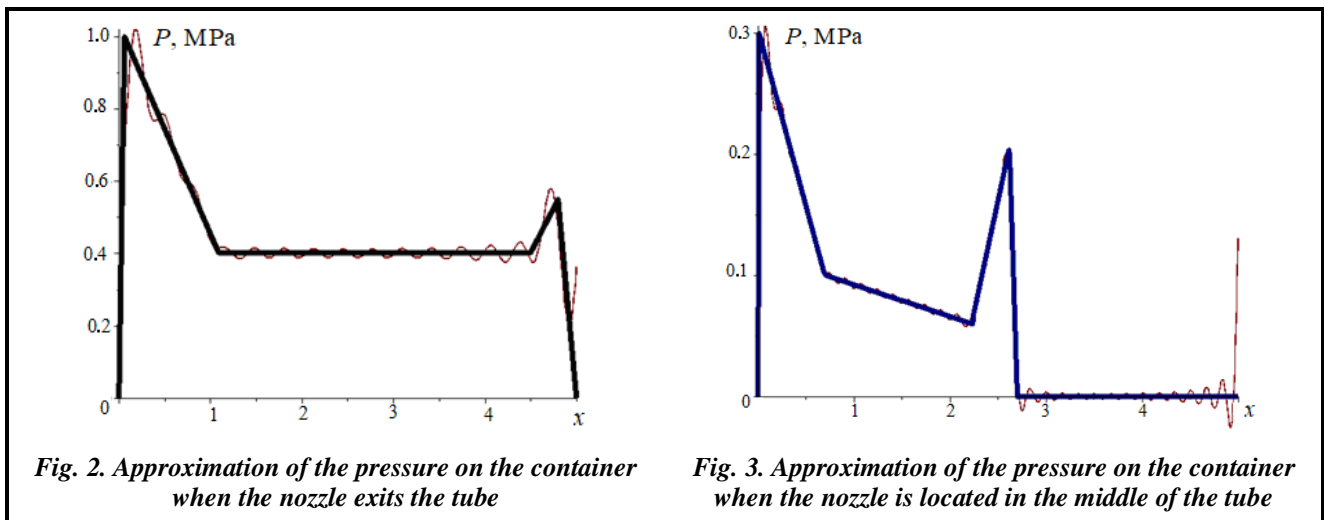 P, MPa
1.0
0.8
0.6
0.4
0.2
0
1
2
3
4
x
Fig. 2. Approximation of the pressure on the container
when the nozzle exits the tube
P, MPa
0.3
0.2
0.1
0
1
2
3
4
x
Fig. 3. Approximation of the pressure on the container
when the nozzle is located in the middle of the tube